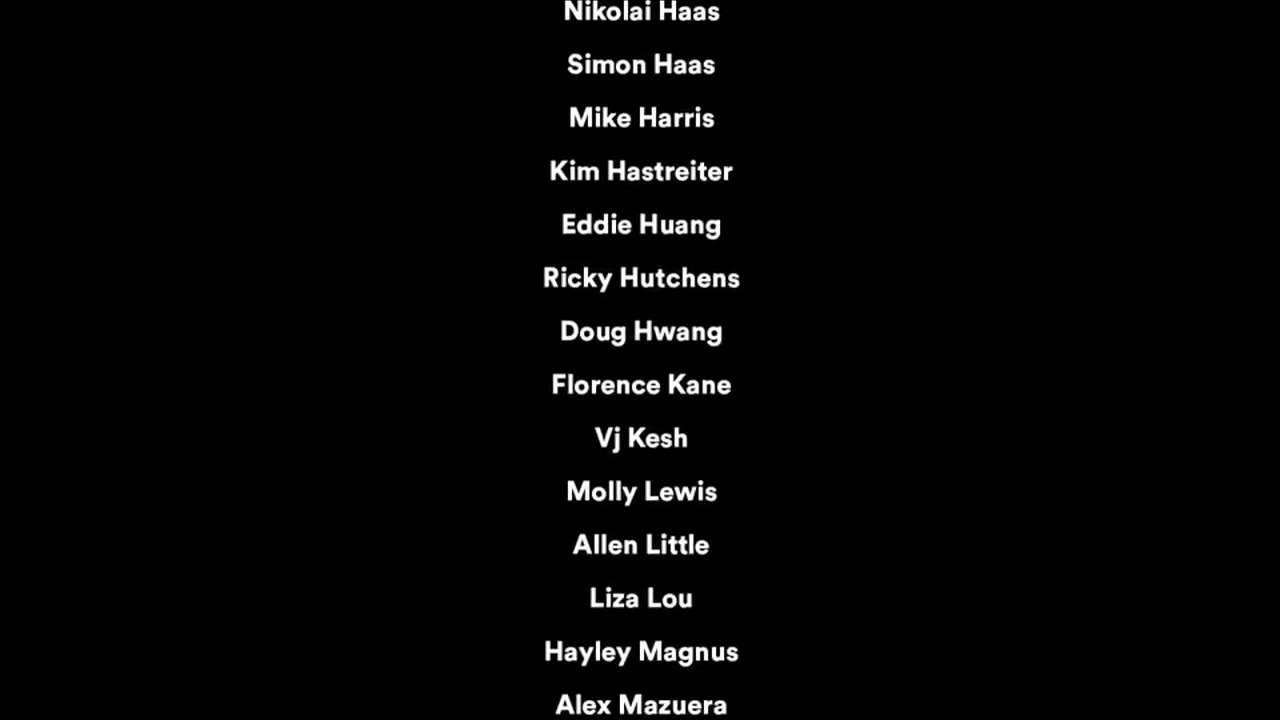 Nikolai Haas
Simon Haas
Mike Harris
Kim Hastreiter
Eddie Huang
Ricky Hutchens
Doug Hwang
Florence Kane
Vj Kesh
Molly Lewis
Allen Little
Liza Lou
Hayley Magnus
Alex Mazuera